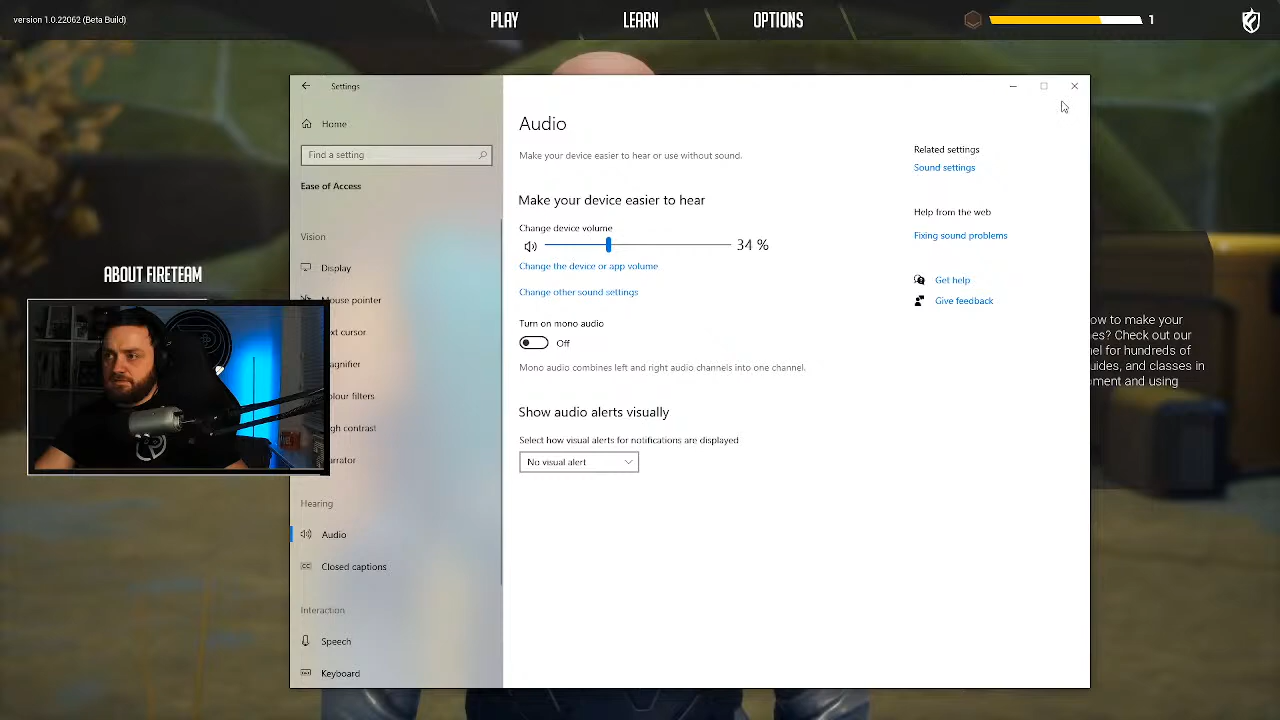 version 1.0.22062 (Beta Build)
PLAY
LEARN
OPTIONS
1
Settings
Home
Find a setting
Ease of Access
Vision
Display
Mouse pointer
ext cursor
agnifier
olour filters
gh contrast
arrator
Hearing
Audio
Closed captions
Interaction
Speech
Keyboard
Audio
Make your device easier to hear or use without sound.
Make your device easier to hear
Change device volume
34 %
Change the device or app volume
Change other sound settings
Turn on mono audio
Off
Mono audio combines left and right audio channels into one channel.
Show audio alerts visually
Select how visual alerts for notifications are displayed
No visual alert
Related settings
Sound settings
Help from the web
Fixing sound problems
Get help
Give feedback
ABOUT FIRETEAM
ow to make your
es? Check out our
el for hundreds of
uides, and classes in
ment and using